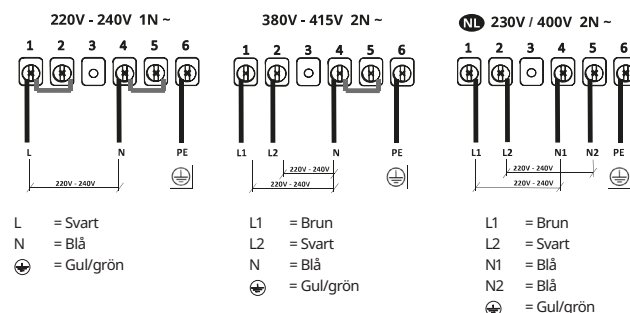 220V - 240V 1N ~
1 2 3 4 5 6
L N PE
220V - 240V
L = Svart
N = Blå
= Gul/grön
380V - 415V 2N ~
1 2 3 4 5 6
L1 L2 N PE
220V - 240V
220V - 240V
L1 = Brun
L2 = Svart
N = Blå
= Gul/grön
NL 230V / 400V 2N ~
1 2 3 4 5 6
L1 L2 N1 N2 PE
220V - 240V
220V - 240V
L1 = Brun
L2 = Svart
N1 = Blå
N2 = Blå
= Gul/grön